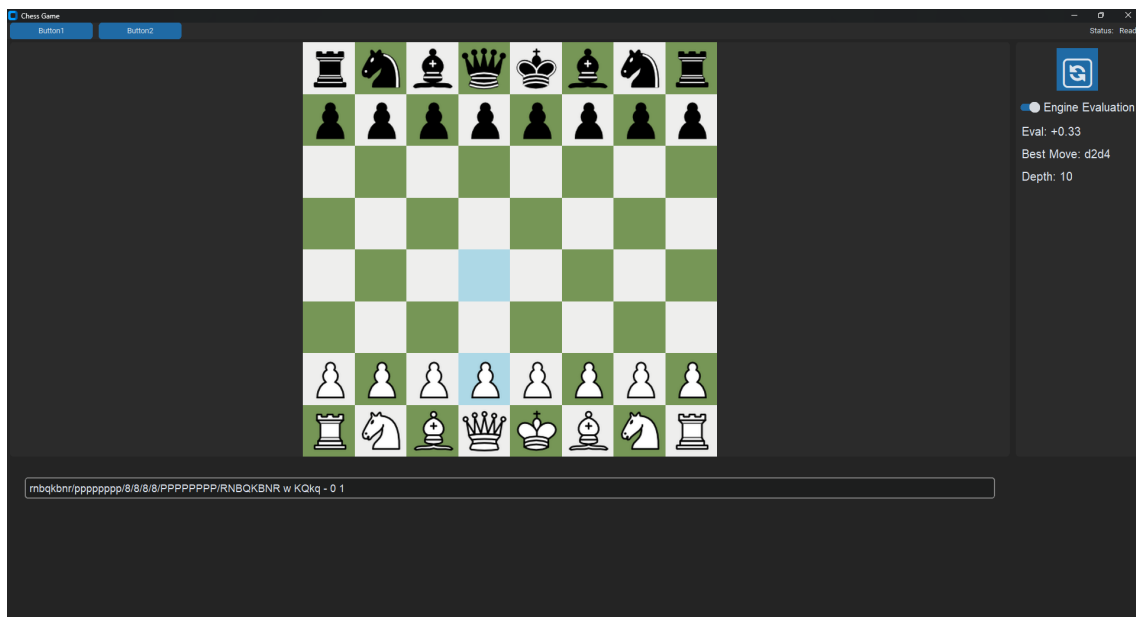 Chess Game
Button1 Button2 Status: Read
Engine Evaluation
Eval: +0.33
Best Move: d2d4
Depth: 10
rnbqkbnr/pppppppp/8/8/8/8/PPPPPPPP/RNBQKBNR w KQkq - 0 1